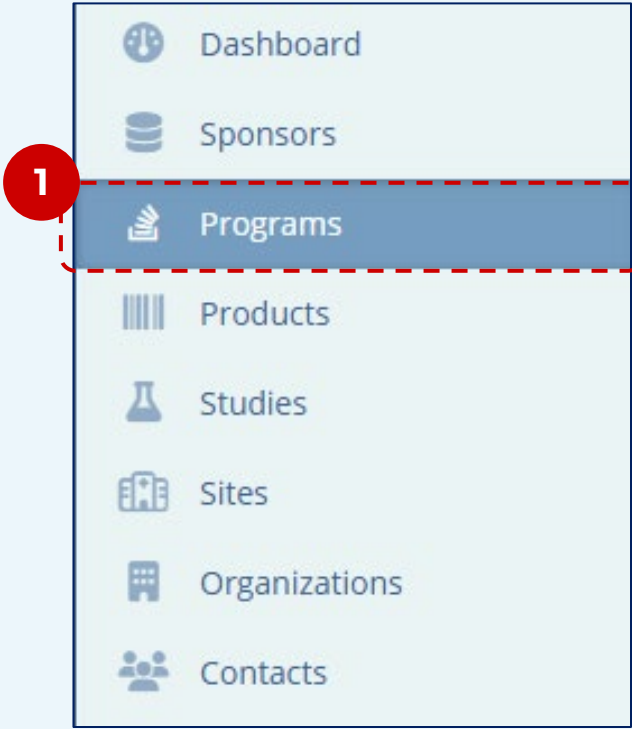 Dashboard
Sponsors
1
Programs
Products
Studies
Sites
Organizations
Contacts